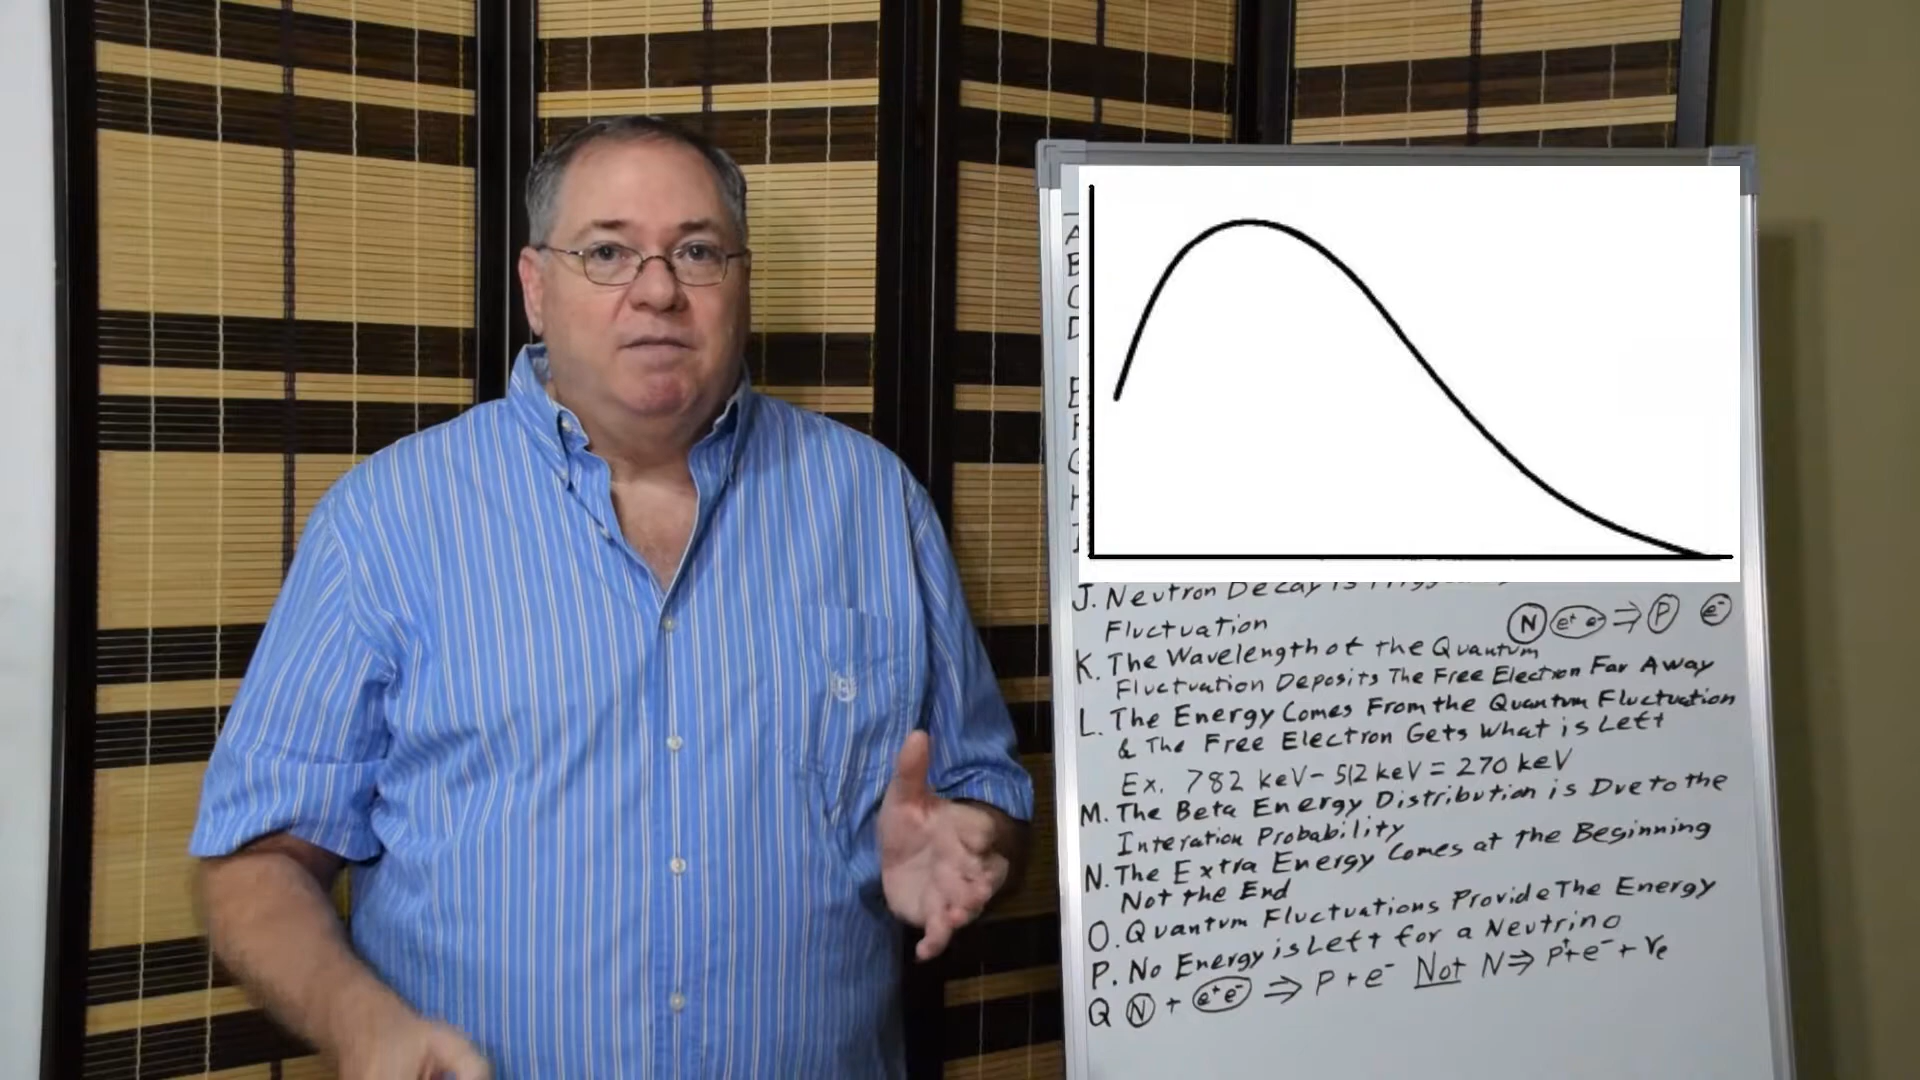 A
B
C
D
E
F
G
H
I
J. Neutron Decay is
Fluctuation
N e+ e- ⇒ P e-
K. The Wavelength of the Quantum
Fluctuation Deposits The Free Electron Far Away
L. The Energy Comes From the Quantum Fluctuation
& The Free Electron Gets What is Left
Ex. 782 keV - 512 keV = 270 keV
M. The Beta Energy Distribution is Due to the
Interation Probability
N. The Extra Energy Comes at the Beginning
Not the End
O. Quantum Fluctuations Provide The Energy
P. No Energy is Left for a Neutrino
Q N + e+ e- ⇒ P + e- Not N ⇒ P+ + e- + νe